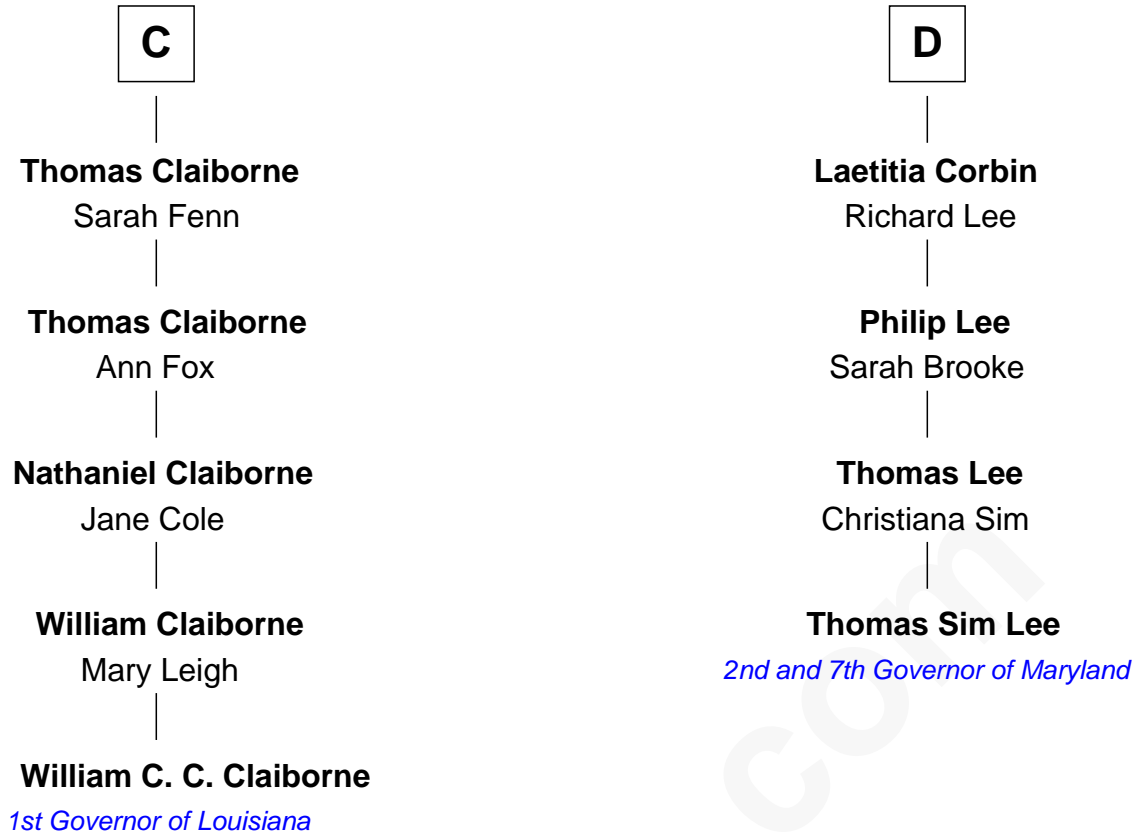 C
Thomas Claiborne
Sarah Fenn
Thomas Claiborne
Ann Fox
Nathaniel Claiborne
Jane Cole
William Claiborne
Mary Leigh
William C. C. Claiborne
1st Governor of Louisiana
D
Laetitia Corbin
Richard Lee
Philip Lee
Sarah Brooke
Thomas Lee
Christiana Sim
Thomas Sim Lee
2nd and 7th Governor of Maryland
com